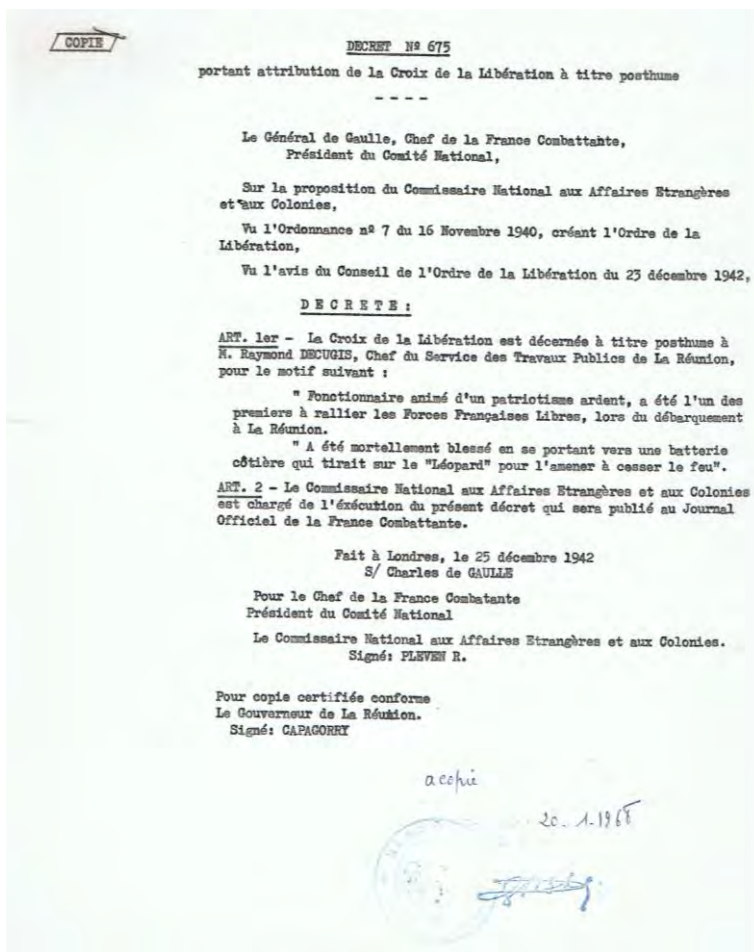 COPIE
DECRET Nº 675
portant attribution de la Croix de la Libération à titre posthume
- - - -
Le Général de Gaulle, Chef de la France Combattante,
Président du Comité National,
Sur la proposition du Commissaire National aux Affaires Etrangères
et aux Colonies,
Vu l'Ordonnance nº 7 du 16 Novembre 1940, créant l'Ordre de la
Libération,
Vu l'avis du Conseil de l'Ordre de la Libération du 23 décembre 1942,
D E C R E T E :
ART. 1er - La Croix de la Libération est décernée à titre posthume à
M. Raymond DECUGIS, Chef du Service des Travaux Publics de La Réunion,
pour le motif suivant :
" Fonctionnaire animé d'un patriotisme ardent, a été l'un des
premiers à rallier les Forces Françaises Libres, lors du débarquement
à La Réunion.
" A été mortellement blessé en se portant vers une batterie
côtière qui tirait sur le "Léopard" pour l'amener à cesser le feu".
ART. 2 - Le Commissaire National aux Affaires Etrangères et aux Colonies
est chargé de l'éxécution du présent décret qui sera publié au Journal
Officiel de la France Combattante.
Fait à Londres, le 25 décembre 1942
S/ Charles de GAULLE
Pour le Chef de la France Combatante
Président du Comité National
Le Commissaire National aux Affaires Etrangères et aux Colonies.
Signé: PLEVEN R.
Pour copie certifiée conforme
Le Gouverneur de La Réunion.
Signé: CAPAGORRY
a copié
20.1.1968